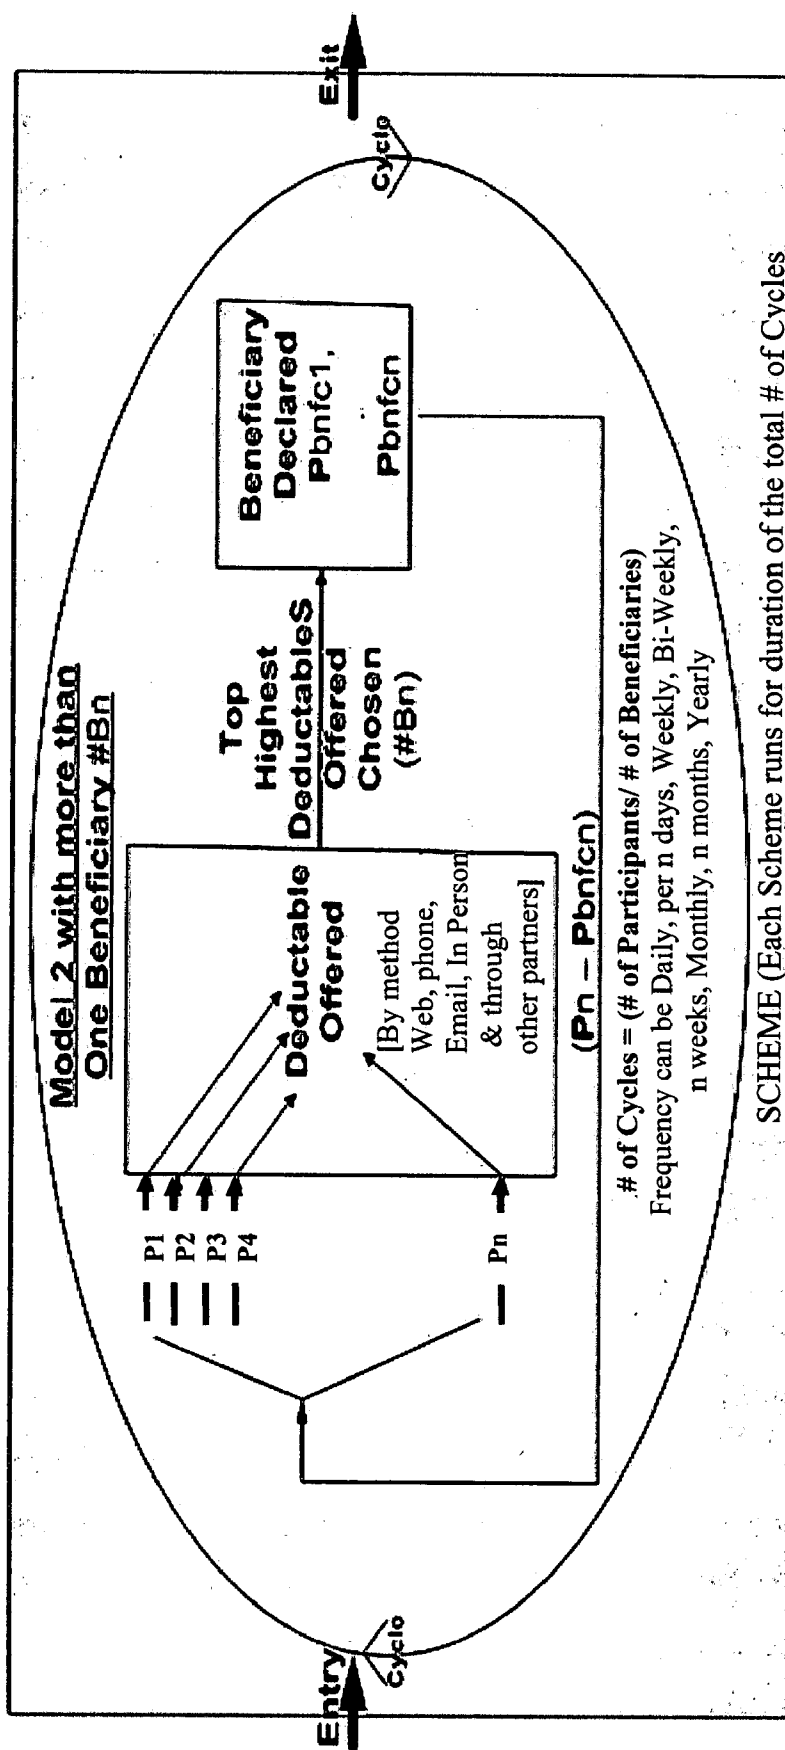 Model 2 with more than
One Beneficiary #Bn
Entry
Cyclo
P1
P2
P3
P4
Pn
Deductable
Offered
[By method
Web, phone,
Email, In Person
& through
other partners]
Top
Highest
DeductableS
Offered
Chosen
(#Bn)
Beneficiary
Declared
Pbnfc1,
Pbnfcn
Cyclo
Exit
(Pn – Pbnfcn)
# of Cycles = (# of Participants/ # of Beneficiaries)
Frequency can be Daily, per n days, Weekly, Bi-Weekly,
n weeks, Monthly, n months, Yearly
SCHEME (Each Scheme runs for duration of the total # of Cycles